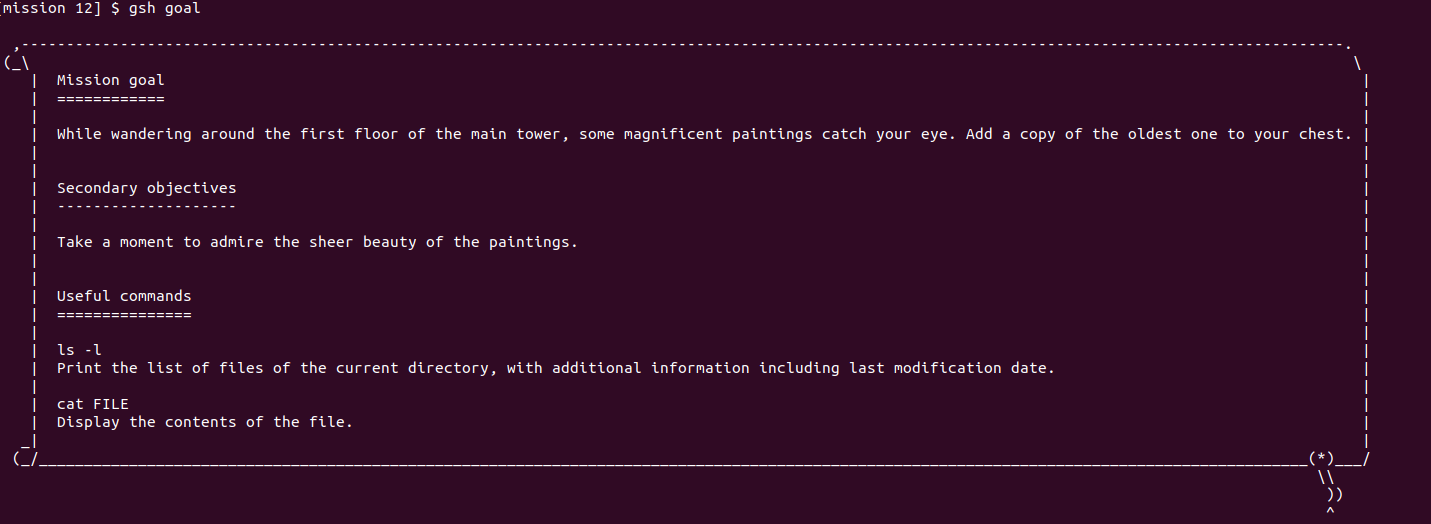 [mission 12] $ gsh goal
Mission goal
============
While wandering around the first floor of the main tower, some magnificent paintings catch your eye. Add a copy of the oldest one to your chest.
Secondary objectives
--------------------
Take a moment to admire the sheer beauty of the paintings.
Useful commands
===============
ls -l
Print the list of files of the current directory, with additional information including last modification date.
cat FILE
Display the contents of the file.